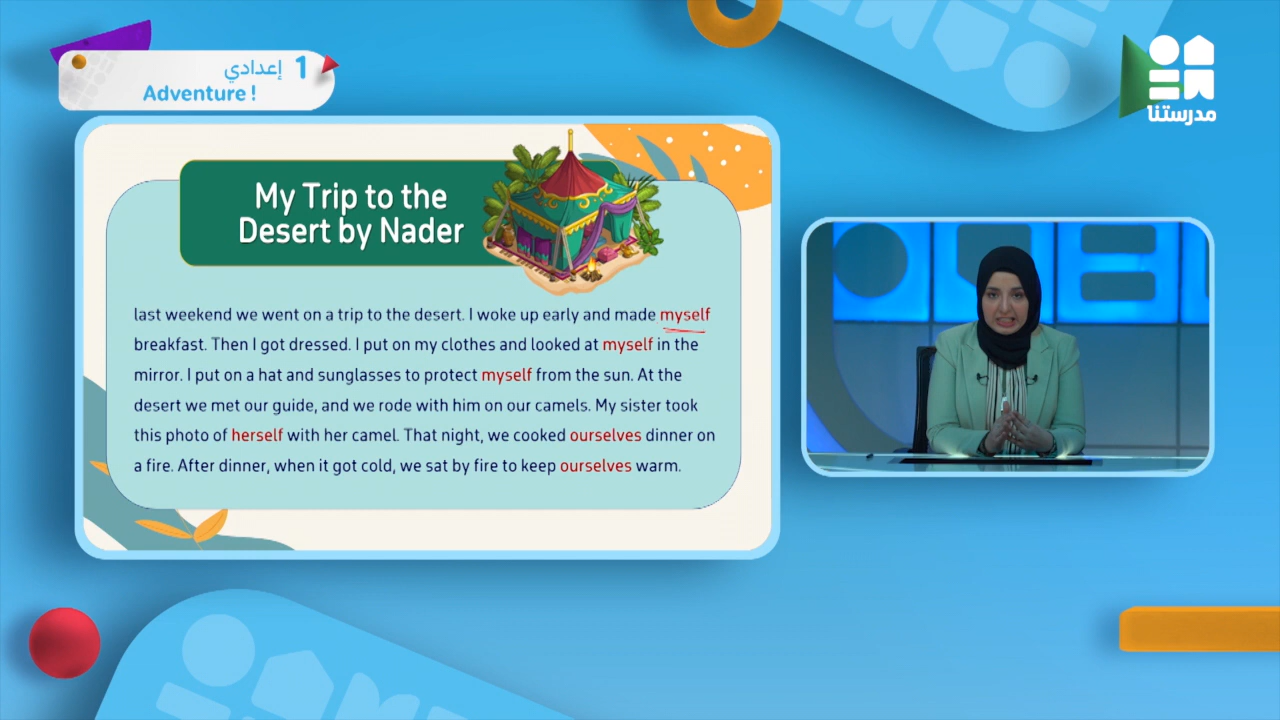 1 إعدادي
Adventure !
مدرستنا
My Trip to the
Desert by Nader
last weekend we went on a trip to the desert. I woke up early and made myself
breakfast. Then I got dressed. I put on my clothes and looked at myself in the
mirror. I put on a hat and sunglasses to protect myself from the sun. At the
desert we met our guide, and we rode with him on our camels. My sister took
this photo of herself with her camel. That night, we cooked ourselves dinner on
a fire. After dinner, when it got cold, we sat by fire to keep ourselves warm.